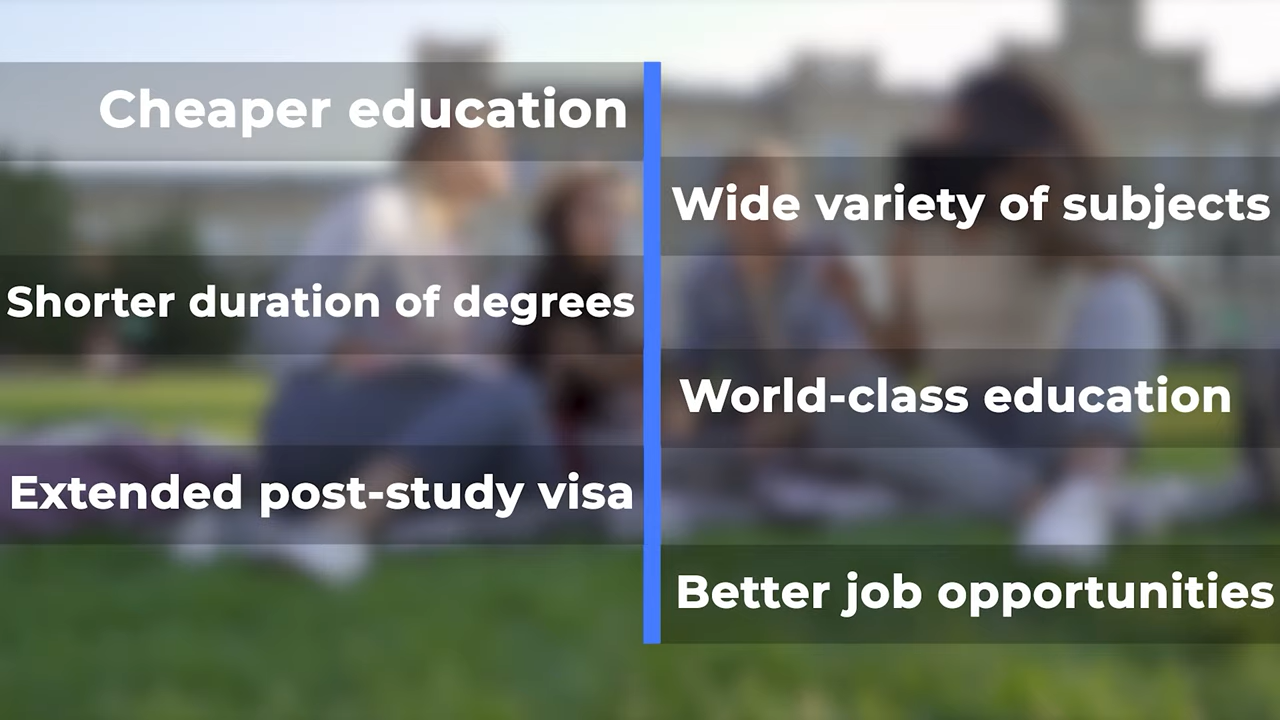 Cheaper education
Wide variety of subjects
Shorter duration of degrees
World-class education
Extended post-study visa
Better job opportunities